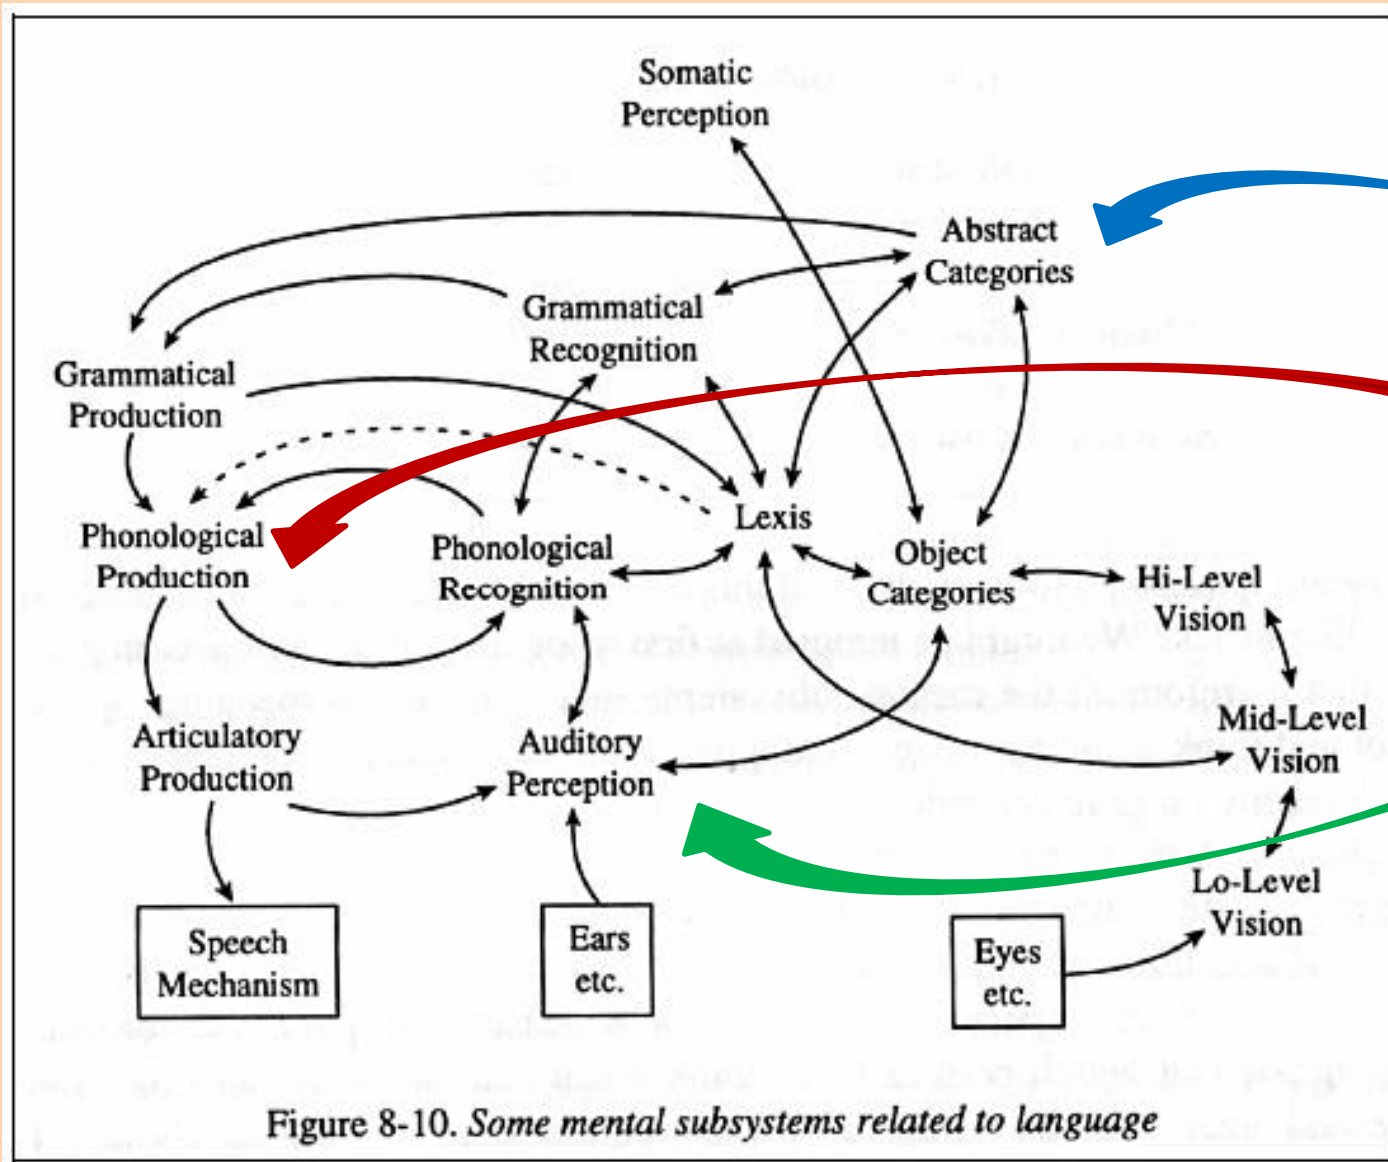 Somatic
Perception
Abstract
Categories
Grammatical
Recognition
Grammatical
Production
Lexis
Phonological
Production
Phonological
Recognition
Object
Categories
Hi-Level
Vision
Articulatory
Production
Auditory
Perception
Mid-Level
Vision
Lo-Level
Vision
Speech
Mechanism
Ears
etc.
Eyes
etc.
Figure 8-10. Some mental subsystems related to language